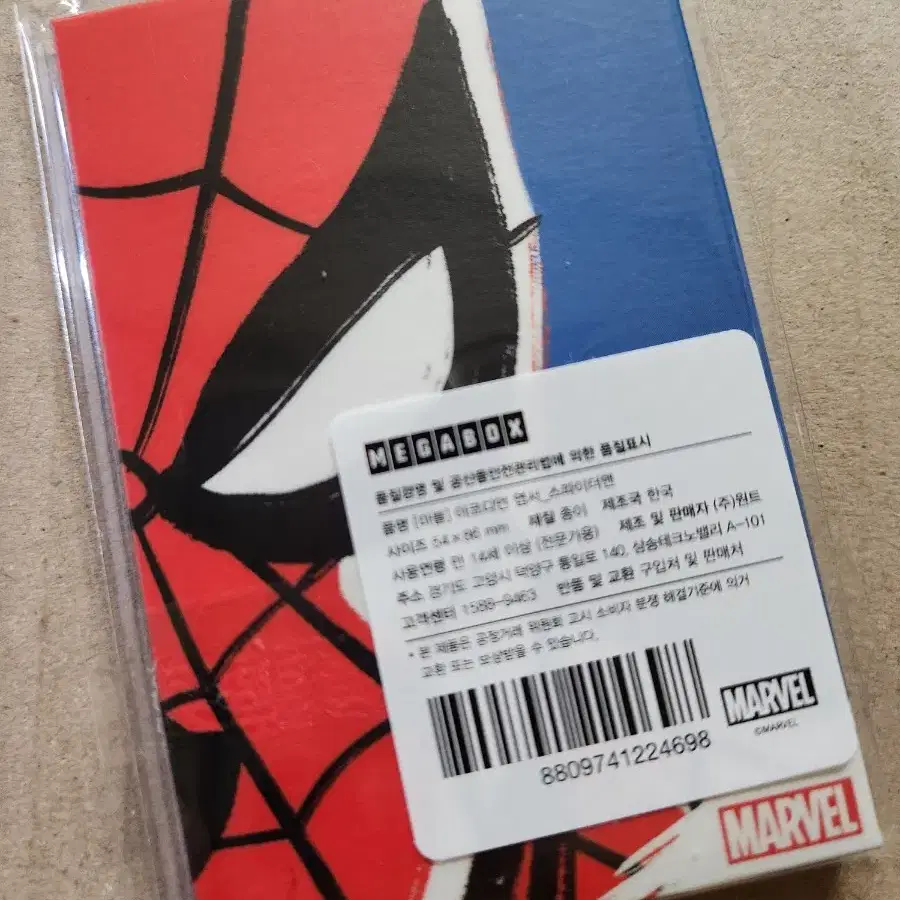 MEGABOX
품질경영 및 공산품안전관리법에 의한 품질표시
품명 [마블] 아코디언 엽서_스파이더맨
사이즈 54 x 86 mm 재질 종이 제조국 한국
사용연령 만 14세 이상 (전문가용) 제조 및 판매자 (주)원트
주소 경기도 고양시 덕양구 통일로 140, 삼송테크노밸리 A-101
고객센터 1588-9463 반품 및 교환 구입처 및 판매처
• 본 제품은 공정거래 위원회 고시 소비자 분쟁 해결기준에 의거
교환 또는 보상받을 수 있습니다.
8809741224698
MARVEL
©MARVEL
MARVEL